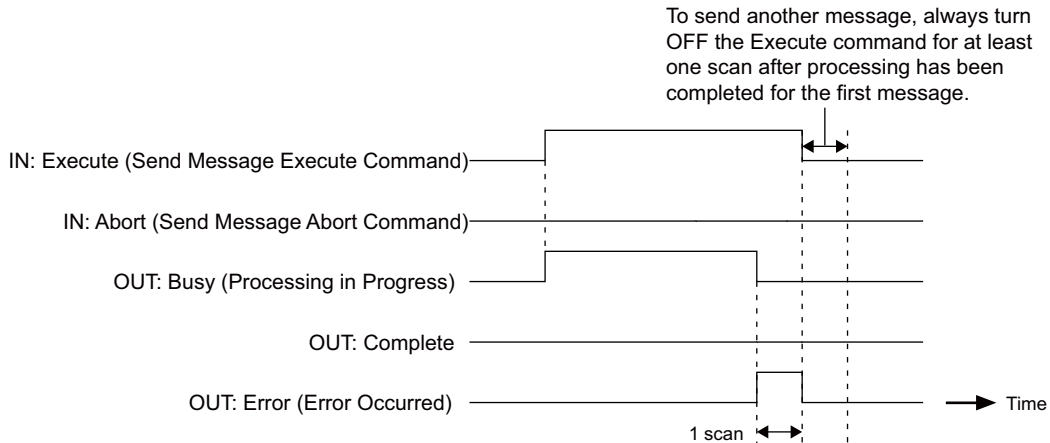 To send another message, always turn
OFF the Execute command for at least
one scan after processing has been
completed for the first message.
IN: Execute (Send Message Execute Command)
IN: Abort (Send Message Abort Command)
OUT: Busy (Processing in Progress)
OUT: Complete
OUT: Error (Error Occurred)
Time
1 scan